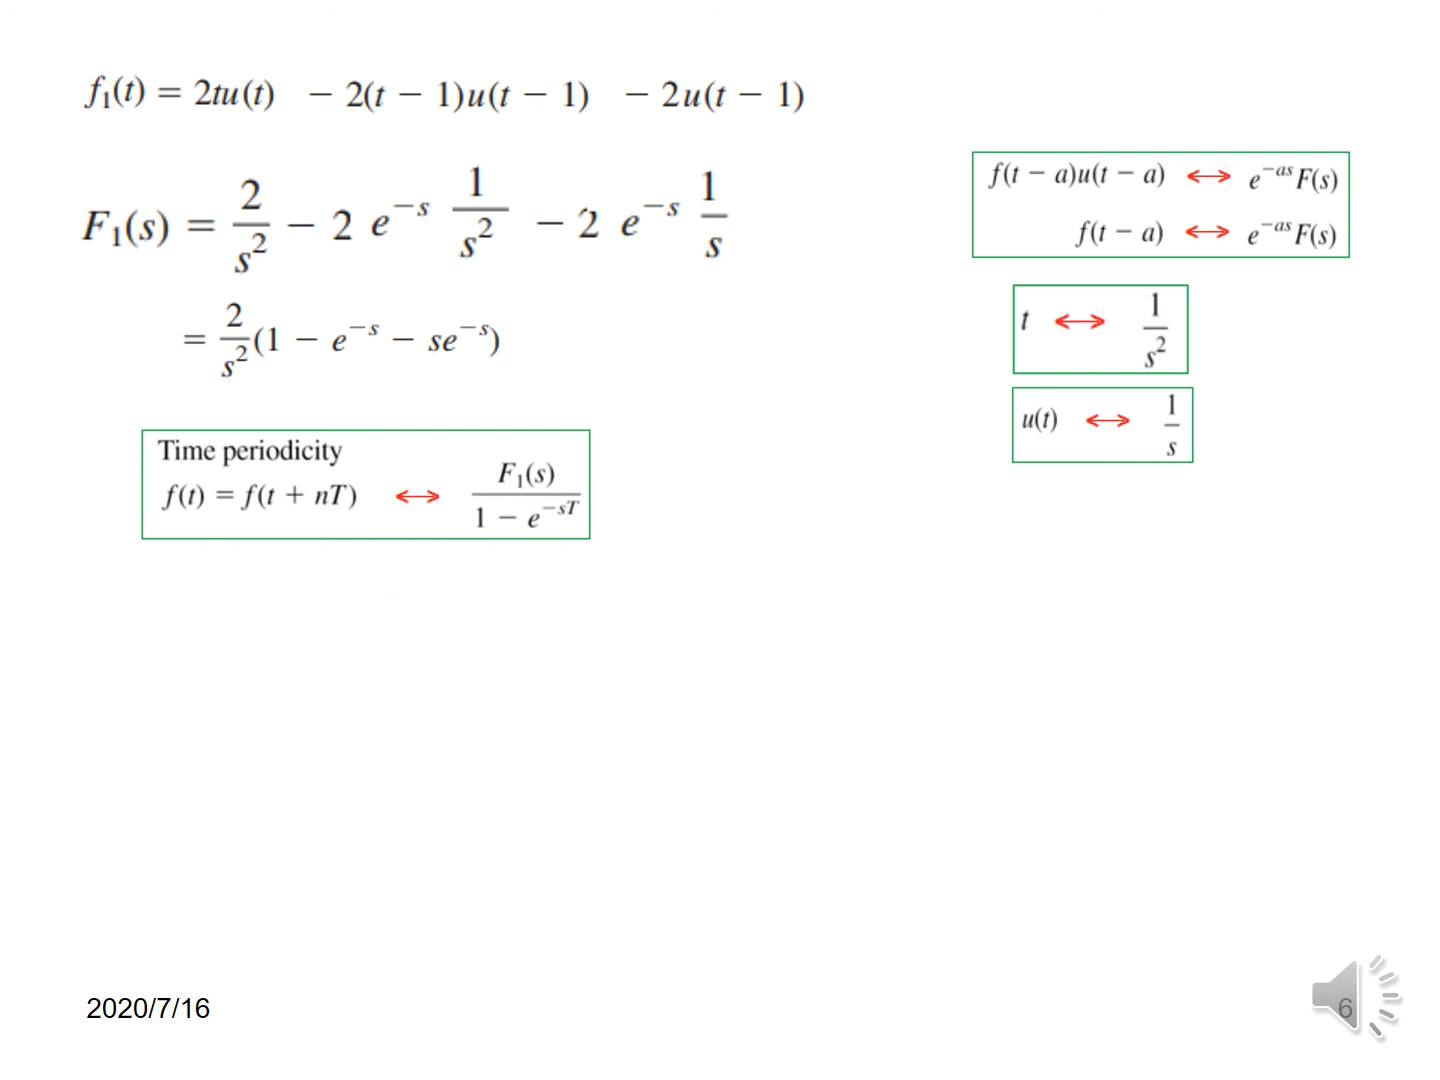 f₁(t) = 2tu(t) − 2(t − 1)u(t − 1) − 2u(t − 1)
F₁(s) = 2/s² − 2 e⁻ˢ 1/s² − 2 e⁻ˢ 1/s
= 2/s²(1 − e⁻ˢ − se⁻ˢ)
Time periodicity
f(t) = f(t + nT) ↔ F₁(s)/(1 − e^−sT)
f(t − a)u(t − a) ↔ e^−as F(s)
f(t − a) ↔ e^−as F(s)
t ↔ 1/s²
u(t) ↔ 1/s
2020/7/16
6